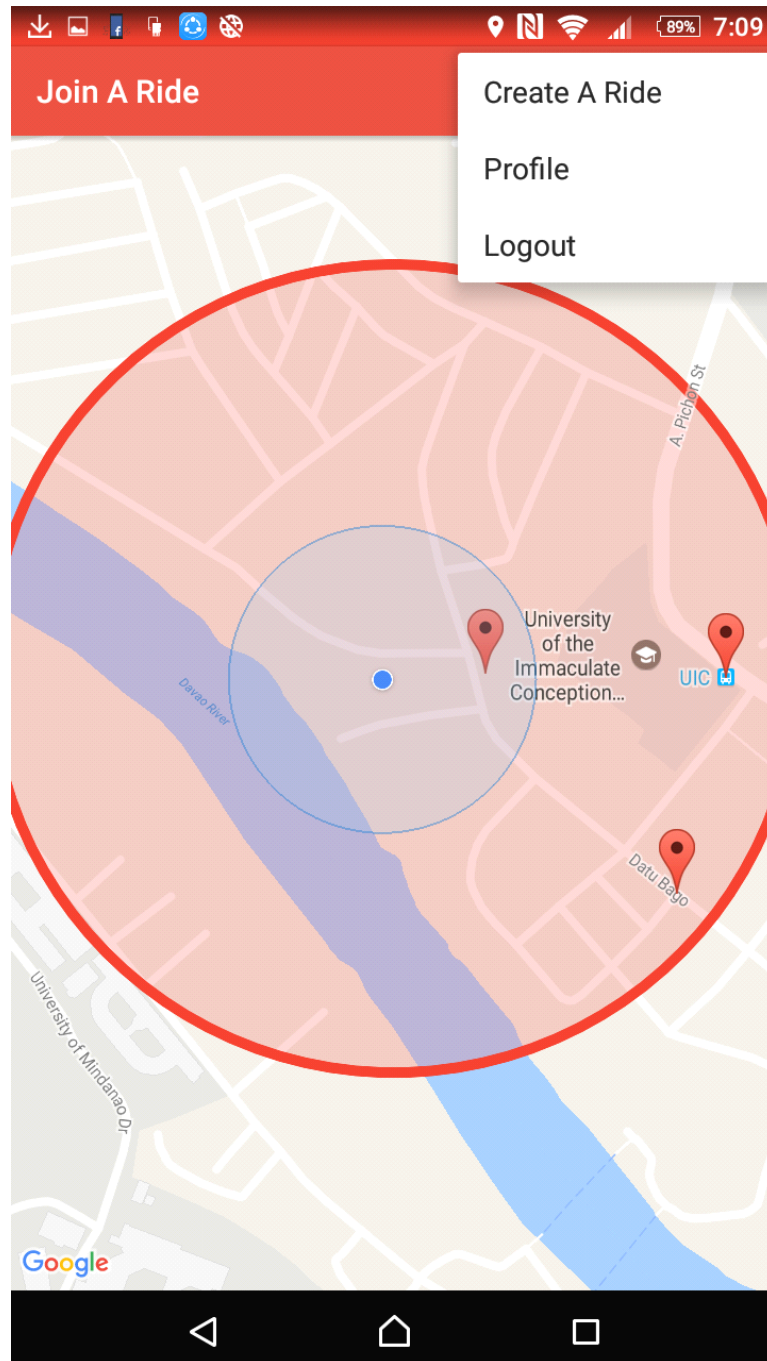 89% 7:09
Join A Ride
Create A Ride
Profile
Logout
A. Pichon St
University
of the
Immaculate
Conception...
UIC
Davao River
Datu Bago
University of Mindanao Dr
Google